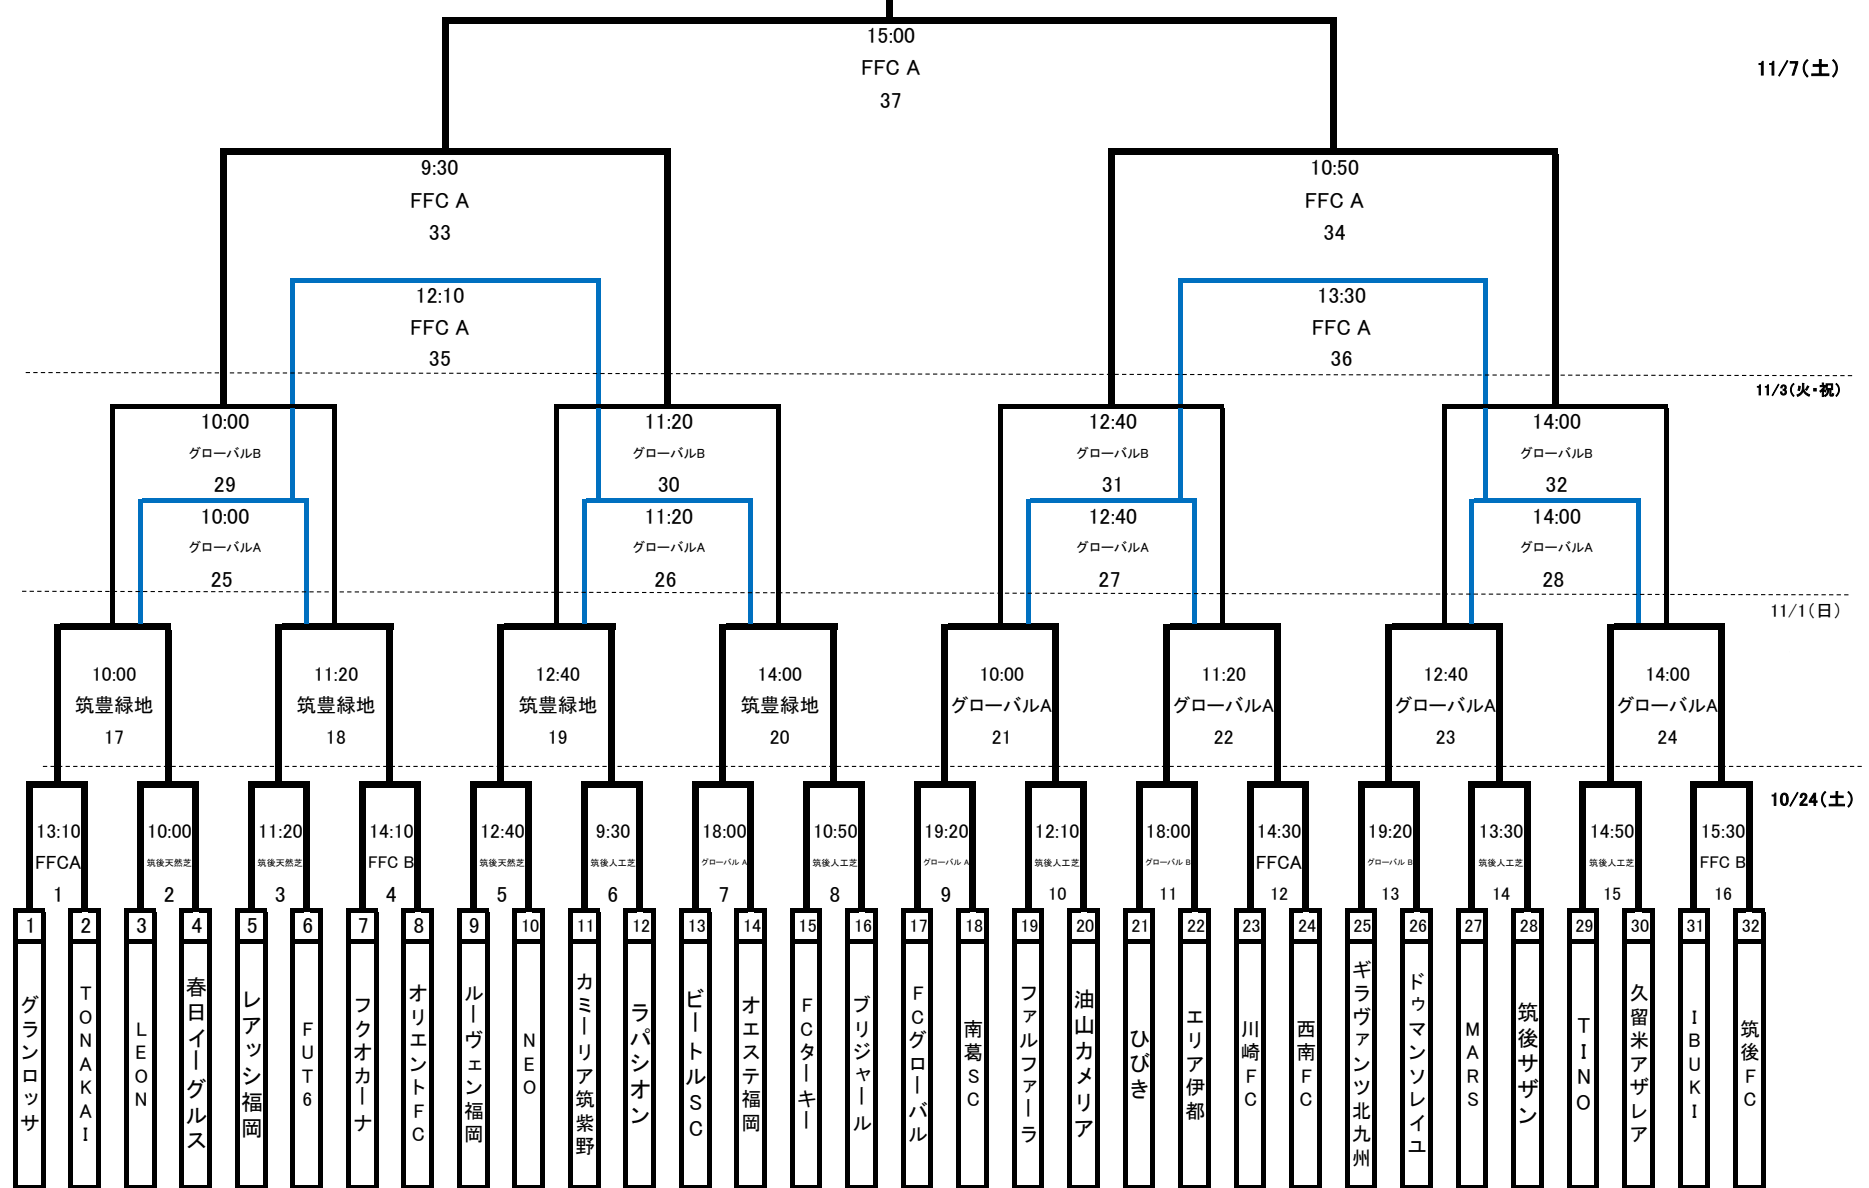 15:00
FFC A
37
11/7(土)
9:30
FFC A
33
10:50
FFC A
34
12:10
FFC A
35
13:30
FFC A
36
11/3(火・祝)
10:00
グローバルB
29
11:20
グローバルB
30
12:40
グローバルB
31
14:00
グローバルB
32
10:00
グローバルA
25
11:20
グローバルA
26
12:40
グローバルA
27
14:00
グローバルA
28
11/1(日)
10:00
筑豊緑地
17
11:20
筑豊緑地
18
12:40
筑豊緑地
19
14:00
筑豊緑地
20
10:00
グローバルA
21
11:20
グローバルA
22
12:40
グローバルA
23
14:00
グローバルA
24
10/24(土)
13:10
FFCA
1
10:00
筑後天然芝
2
11:20
筑後天然芝
3
14:10
FFC B
4
12:40
筑後天然芝
5
9:30
筑後人工芝
6
18:00
グローバル A
7
10:50
筑後人工芝
8
19:20
グローバル A
9
12:10
筑後人工芝
10
18:00
グローバル B
11
14:30
FFCA
12
19:20
グローバル B
13
13:30
筑後人工芝
14
14:50
筑後人工芝
15
15:30
FFC B
16
1
グランロッサ
2
TONAKAI
3
LEON
4
春日イーグルス
5
レアッシ福岡
6
FUT6
7
フクオカーナ
8
オリエントFC
9
ルーヴェン福岡
10
NEO
11
カミーリア筑紫野
12
ラパシオン
13
ビートルSC
14
オエステ福岡
15
FCターキー
16
ブリジャール
17
FCグローバル
18
南葛SC
19
ファルファーラ
20
油山カメリア
21
ひびき
22
エリア伊都
23
川崎FC
24
西南FC
25
ギラヴァンツ北九州
26
ドゥマンソレイユ
27
MARS
28
筑後サザン
29
TINO
30
久留米アザレア
31
IBUKI
32
筑後FC